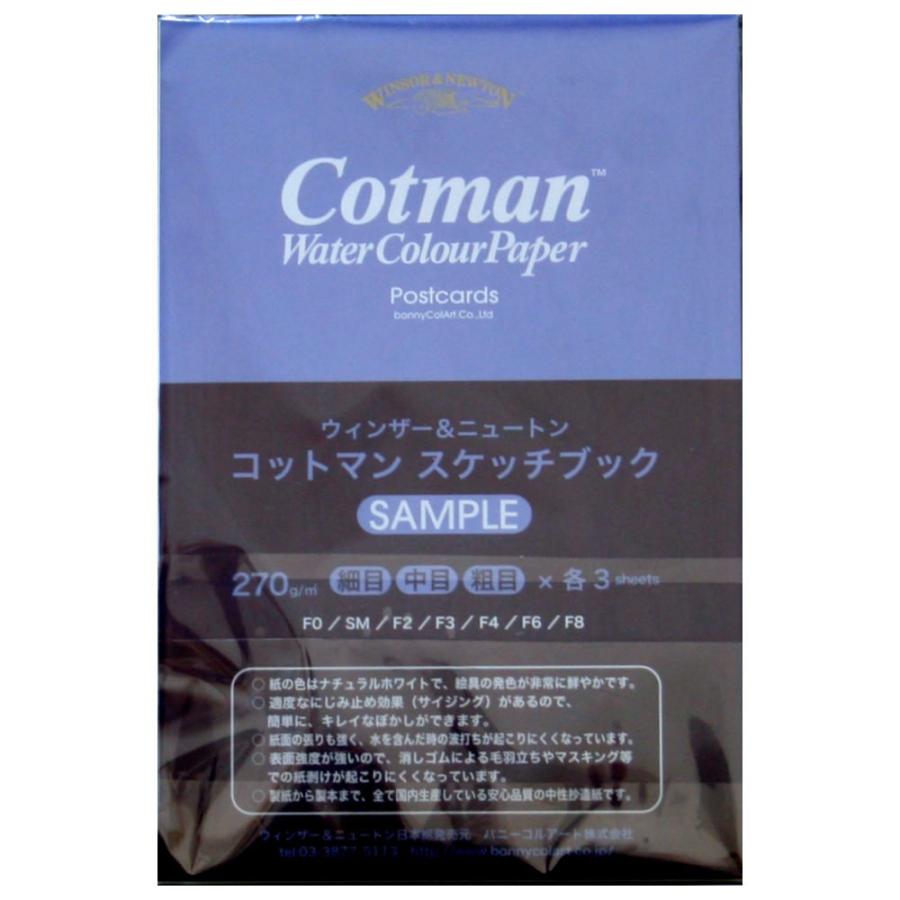 WINSOR & NEWTON
Cotman™
Water Colour Paper
Postcards
bonnyColArt.Co.,Ltd
ウィンザー＆ニュートン
コットマン スケッチブック
SAMPLE
270g/㎡ 細目 中目 粗目 × 各3 sheets
F0／SM／F2／F3／F4／F6／F8
○ 紙の色はナチュラルホワイトで、絵具の発色が非常に鮮やかです。
○ 適度なにじみ止め効果（サイジング）があるので、
簡単に、キレイなぼかしができます。
○ 紙面の張りも強く、水を含んだ時の波打ちが起こりにくくなっています。
○ 表面強度が強いので、消しゴムによる毛羽立ちやマスキング等
での紙剥けが起こりにくくなっています。
○ 製紙から製本まで、全て国内生産している安心品質の中性抄造紙です。
ウィンザー＆ニュートン日本総発売元 バニーコルアート株式会社
tel.03-3877-5113 http://www.bonnycolart.co.jp/